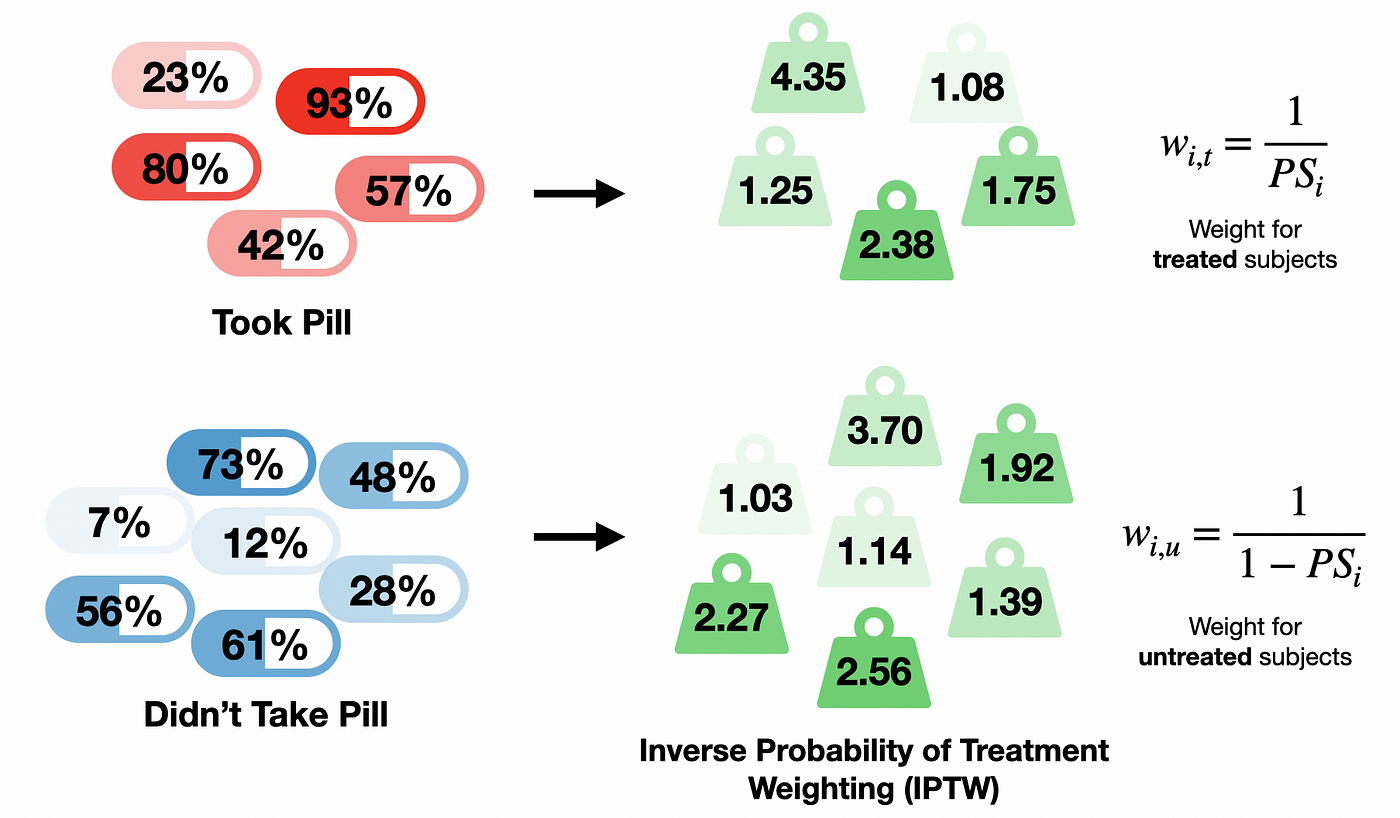 23%
93%
80%
57%
42%
Took Pill
4.35
1.08
1.25
1.75
2.38
w_{i,t} = \frac{1}{PS_i}
Weight for
treated subjects
73%
48%
7%
12%
28%
56%
61%
Didn’t Take Pill
3.70
1.92
1.03
1.14
1.39
2.27
2.56
w_{i,u} = \frac{1}{1 − PS_i}
Weight for
untreated subjects
Inverse Probability of Treatment
Weighting (IPTW)